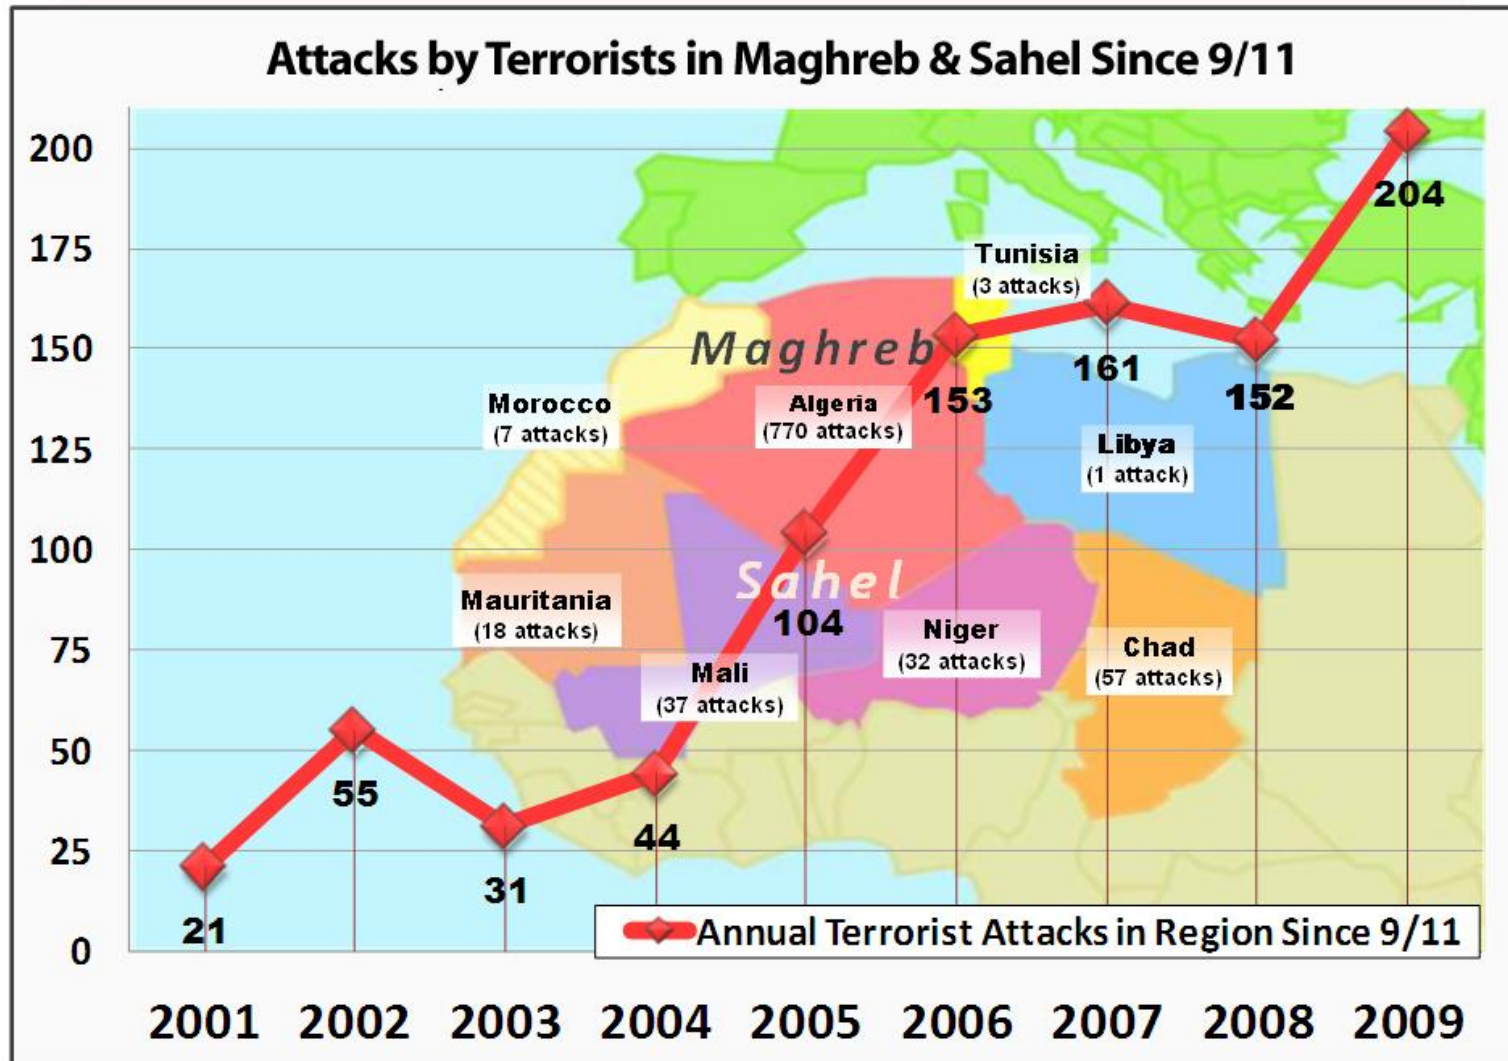 Attacks by Terrorists in Maghreb & Sahel Since 9/11
200
175
150
125
100
75
50
25
0
204
Tunisia
(3 attacks)
Maghreb
161
153
152
Morocco
(7 attacks)
Algeria
(770 attacks)
Libya
(1 attack)
Sahel
104
Mauritania
(18 attacks)
Niger
(32 attacks)
Chad
(57 attacks)
Mali
(37 attacks)
55
44
31
21
Annual Terrorist Attacks in Region Since 9/11
2001 2002 2003 2004 2005 2006 2007 2008 2009